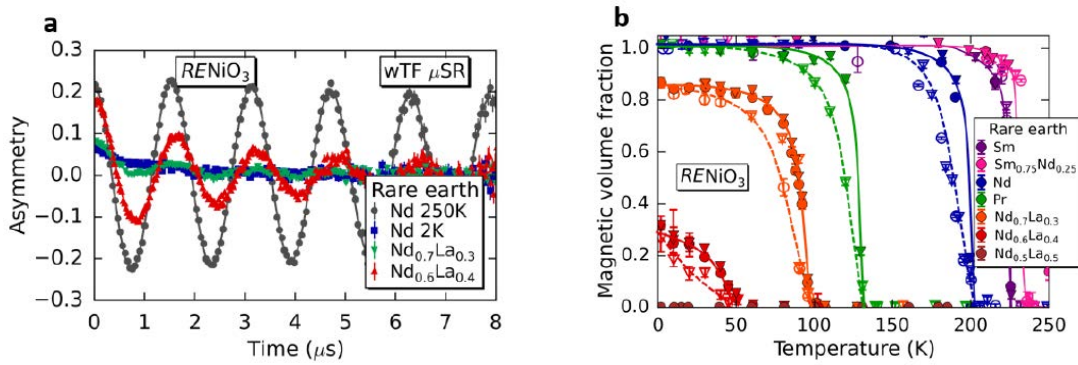 a
0.3
0.2
0.1
0.0
−0.1
−0.2
−0.3
Asymmetry
RENiO3
wTF μSR
Rare earth
Nd 250K
Nd 2K
Nd0.7La0.3
Nd0.6La0.4
0 1 2 3 4 5 6 7 8
Time (μs)
b
1.0
0.8
0.6
0.4
0.2
0.0
Magnetic volume fraction
RENiO3
Rare earth
Sm
Sm0.75Nd0.25
Nd
Pr
Nd0.7La0.3
Nd0.6La0.4
Nd0.5La0.5
0 50 100 150 200 250
Temperature (K)